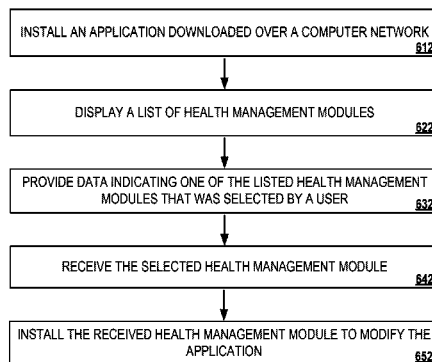 INSTALL AN APPLICATION DOWNLOADED OVER A COMPUTER NETWORK
612
DISPLAY A LIST OF HEALTH MANAGEMENT MODULES
622
PROVIDE DATA INDICATING ONE OF THE LISTED HEALTH MANAGEMENT
MODULES THAT WAS SELECTED BY A USER
632
RECEIVE THE SELECTED HEALTH MANAGEMENT MODULE
642
INSTALL THE RECEIVED HEALTH MANAGEMENT MODULE TO MODIFY THE
APPLICATION
652